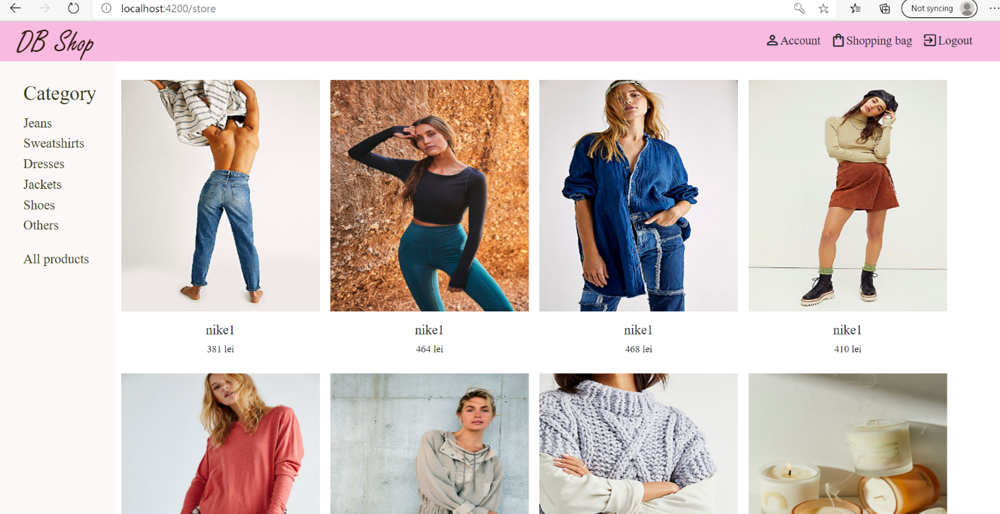 localhost:4200/store
Not syncing
DB Shop
Account
Shopping bag
Logout
Category
Jeans
Sweatshirts
Dresses
Jackets
Shoes
Others
All products
nike1
381 lei
nike1
464 lei
nike1
468 lei
nike1
410 lei